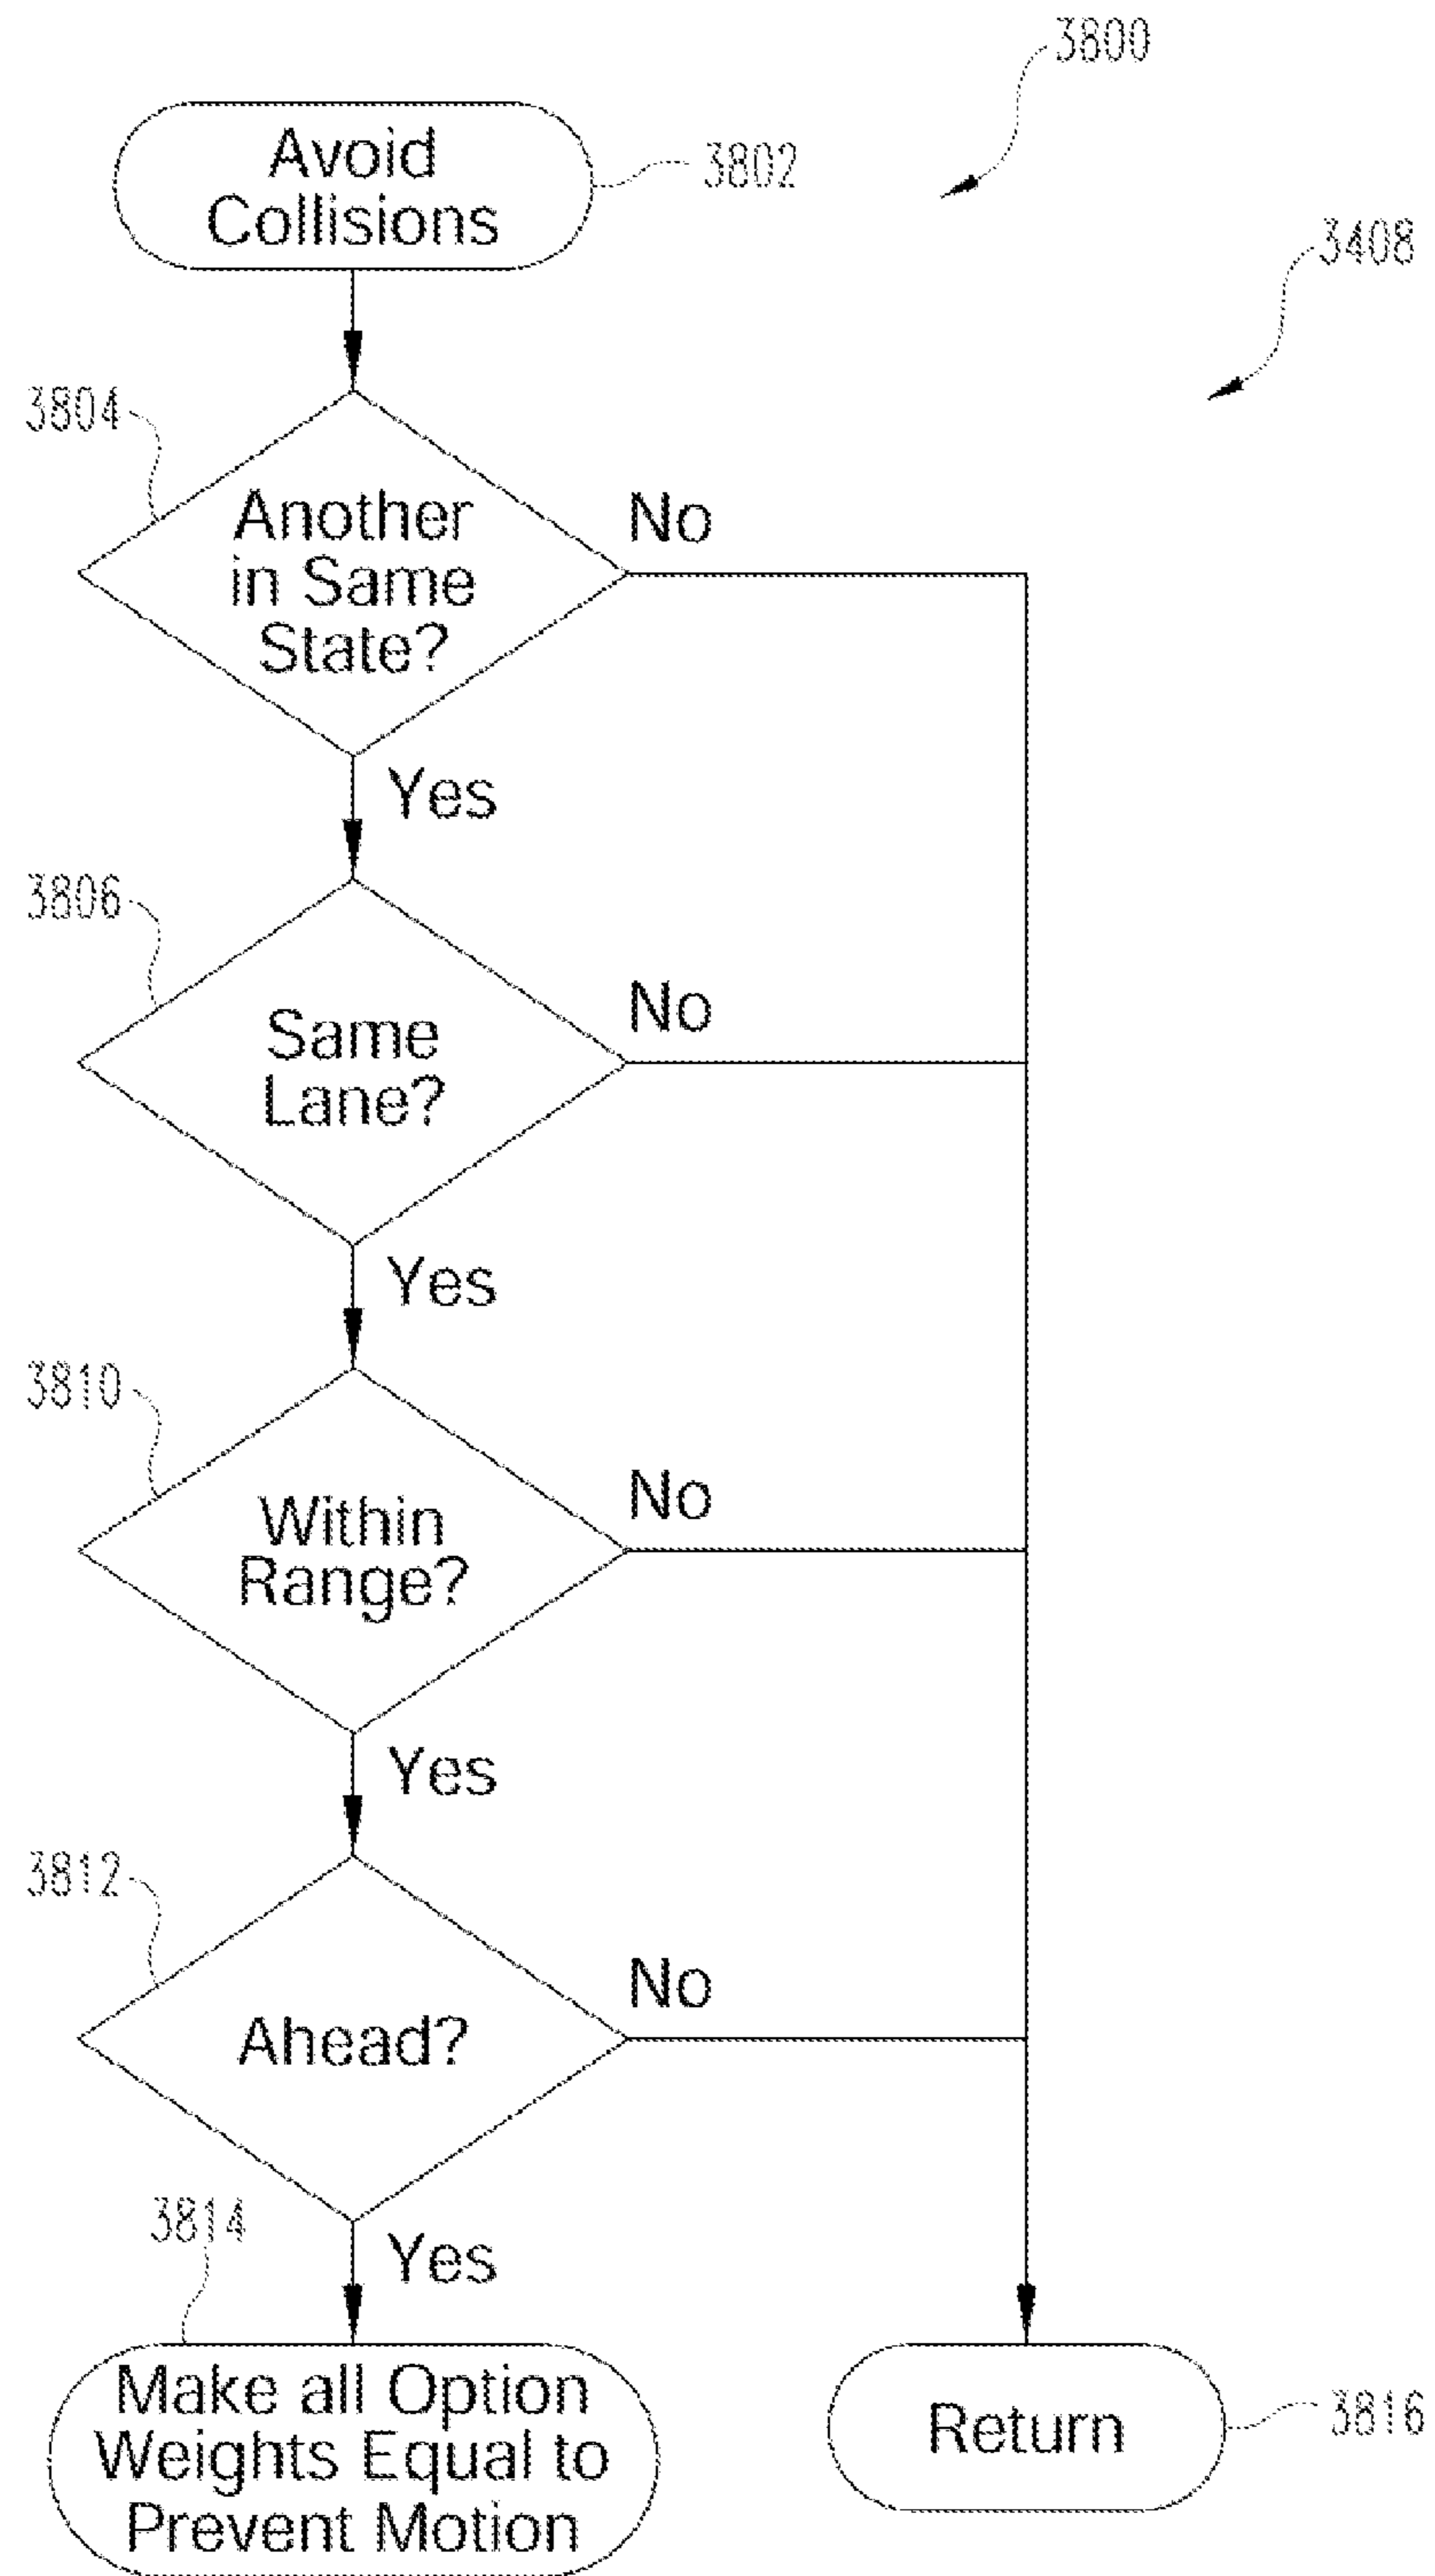 3800
Avoid
Collisions
3802
3408
3804
Another
in Same
State?
No
Yes
3806
Same
Lane?
No
Yes
3810
Within
Range?
No
Yes
3812
Ahead?
No
Yes
3814
Make all Option
Weights Equal to
Prevent Motion
Return
3816